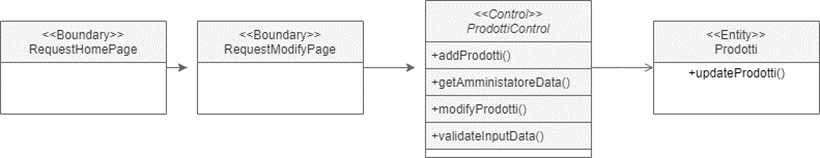 <<Boundary>>
RequestHomePage
<<Boundary>>
RequestModifyPage
<<Control>>
ProdottiControl
+addProdotti()
+getAmministatoreData()
+modifyProdotti()
+validateInputData()
<<Entity>>
Prodotti
+updateProdotti()